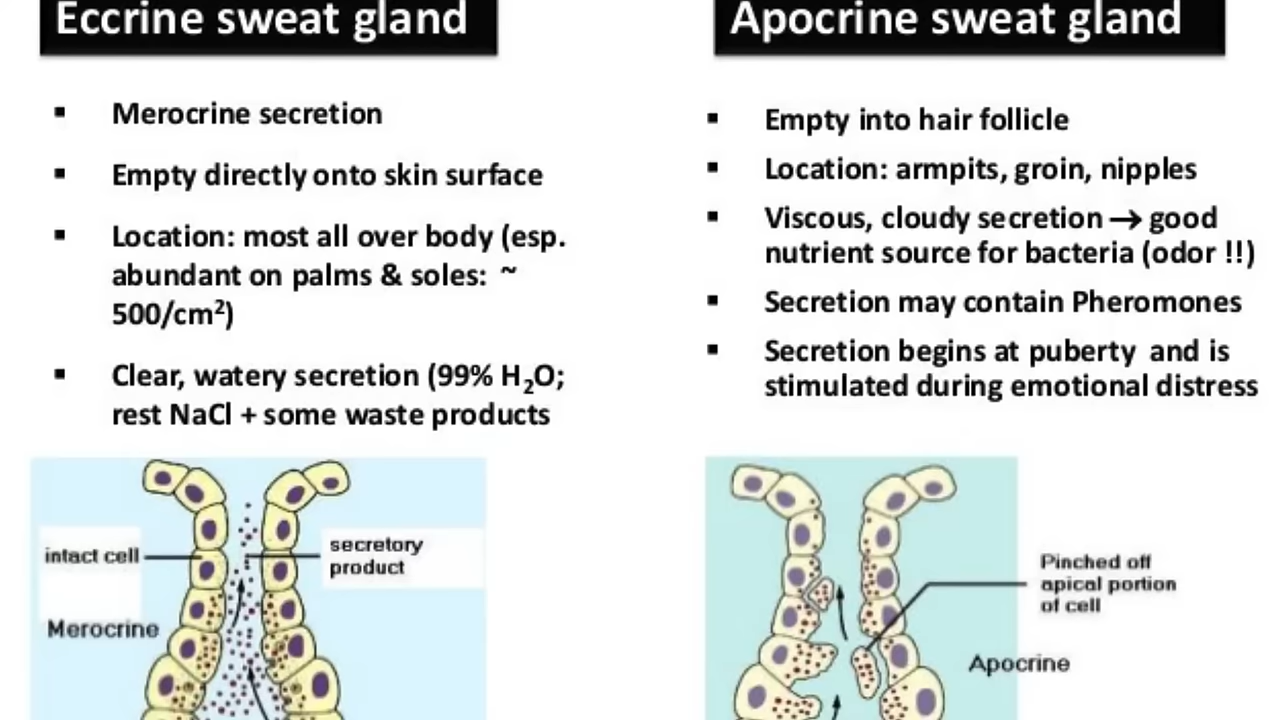 Eccrine sweat gland
▪ Merocrine secretion
▪ Empty directly onto skin surface
▪ Location: most all over body (esp.
abundant on palms & soles: ~
500/cm²)
▪ Clear, watery secretion (99% H₂O;
rest NaCl + some waste products
intact cell
secretory
product
Merocrine
Apocrine sweat gland
▪ Empty into hair follicle
▪ Location: armpits, groin, nipples
▪ Viscous, cloudy secretion → good
nutrient source for bacteria (odor !!)
▪ Secretion may contain Pheromones
▪ Secretion begins at puberty and is
stimulated during emotional distress
Pinched off
apical portion
of cell
Apocrine